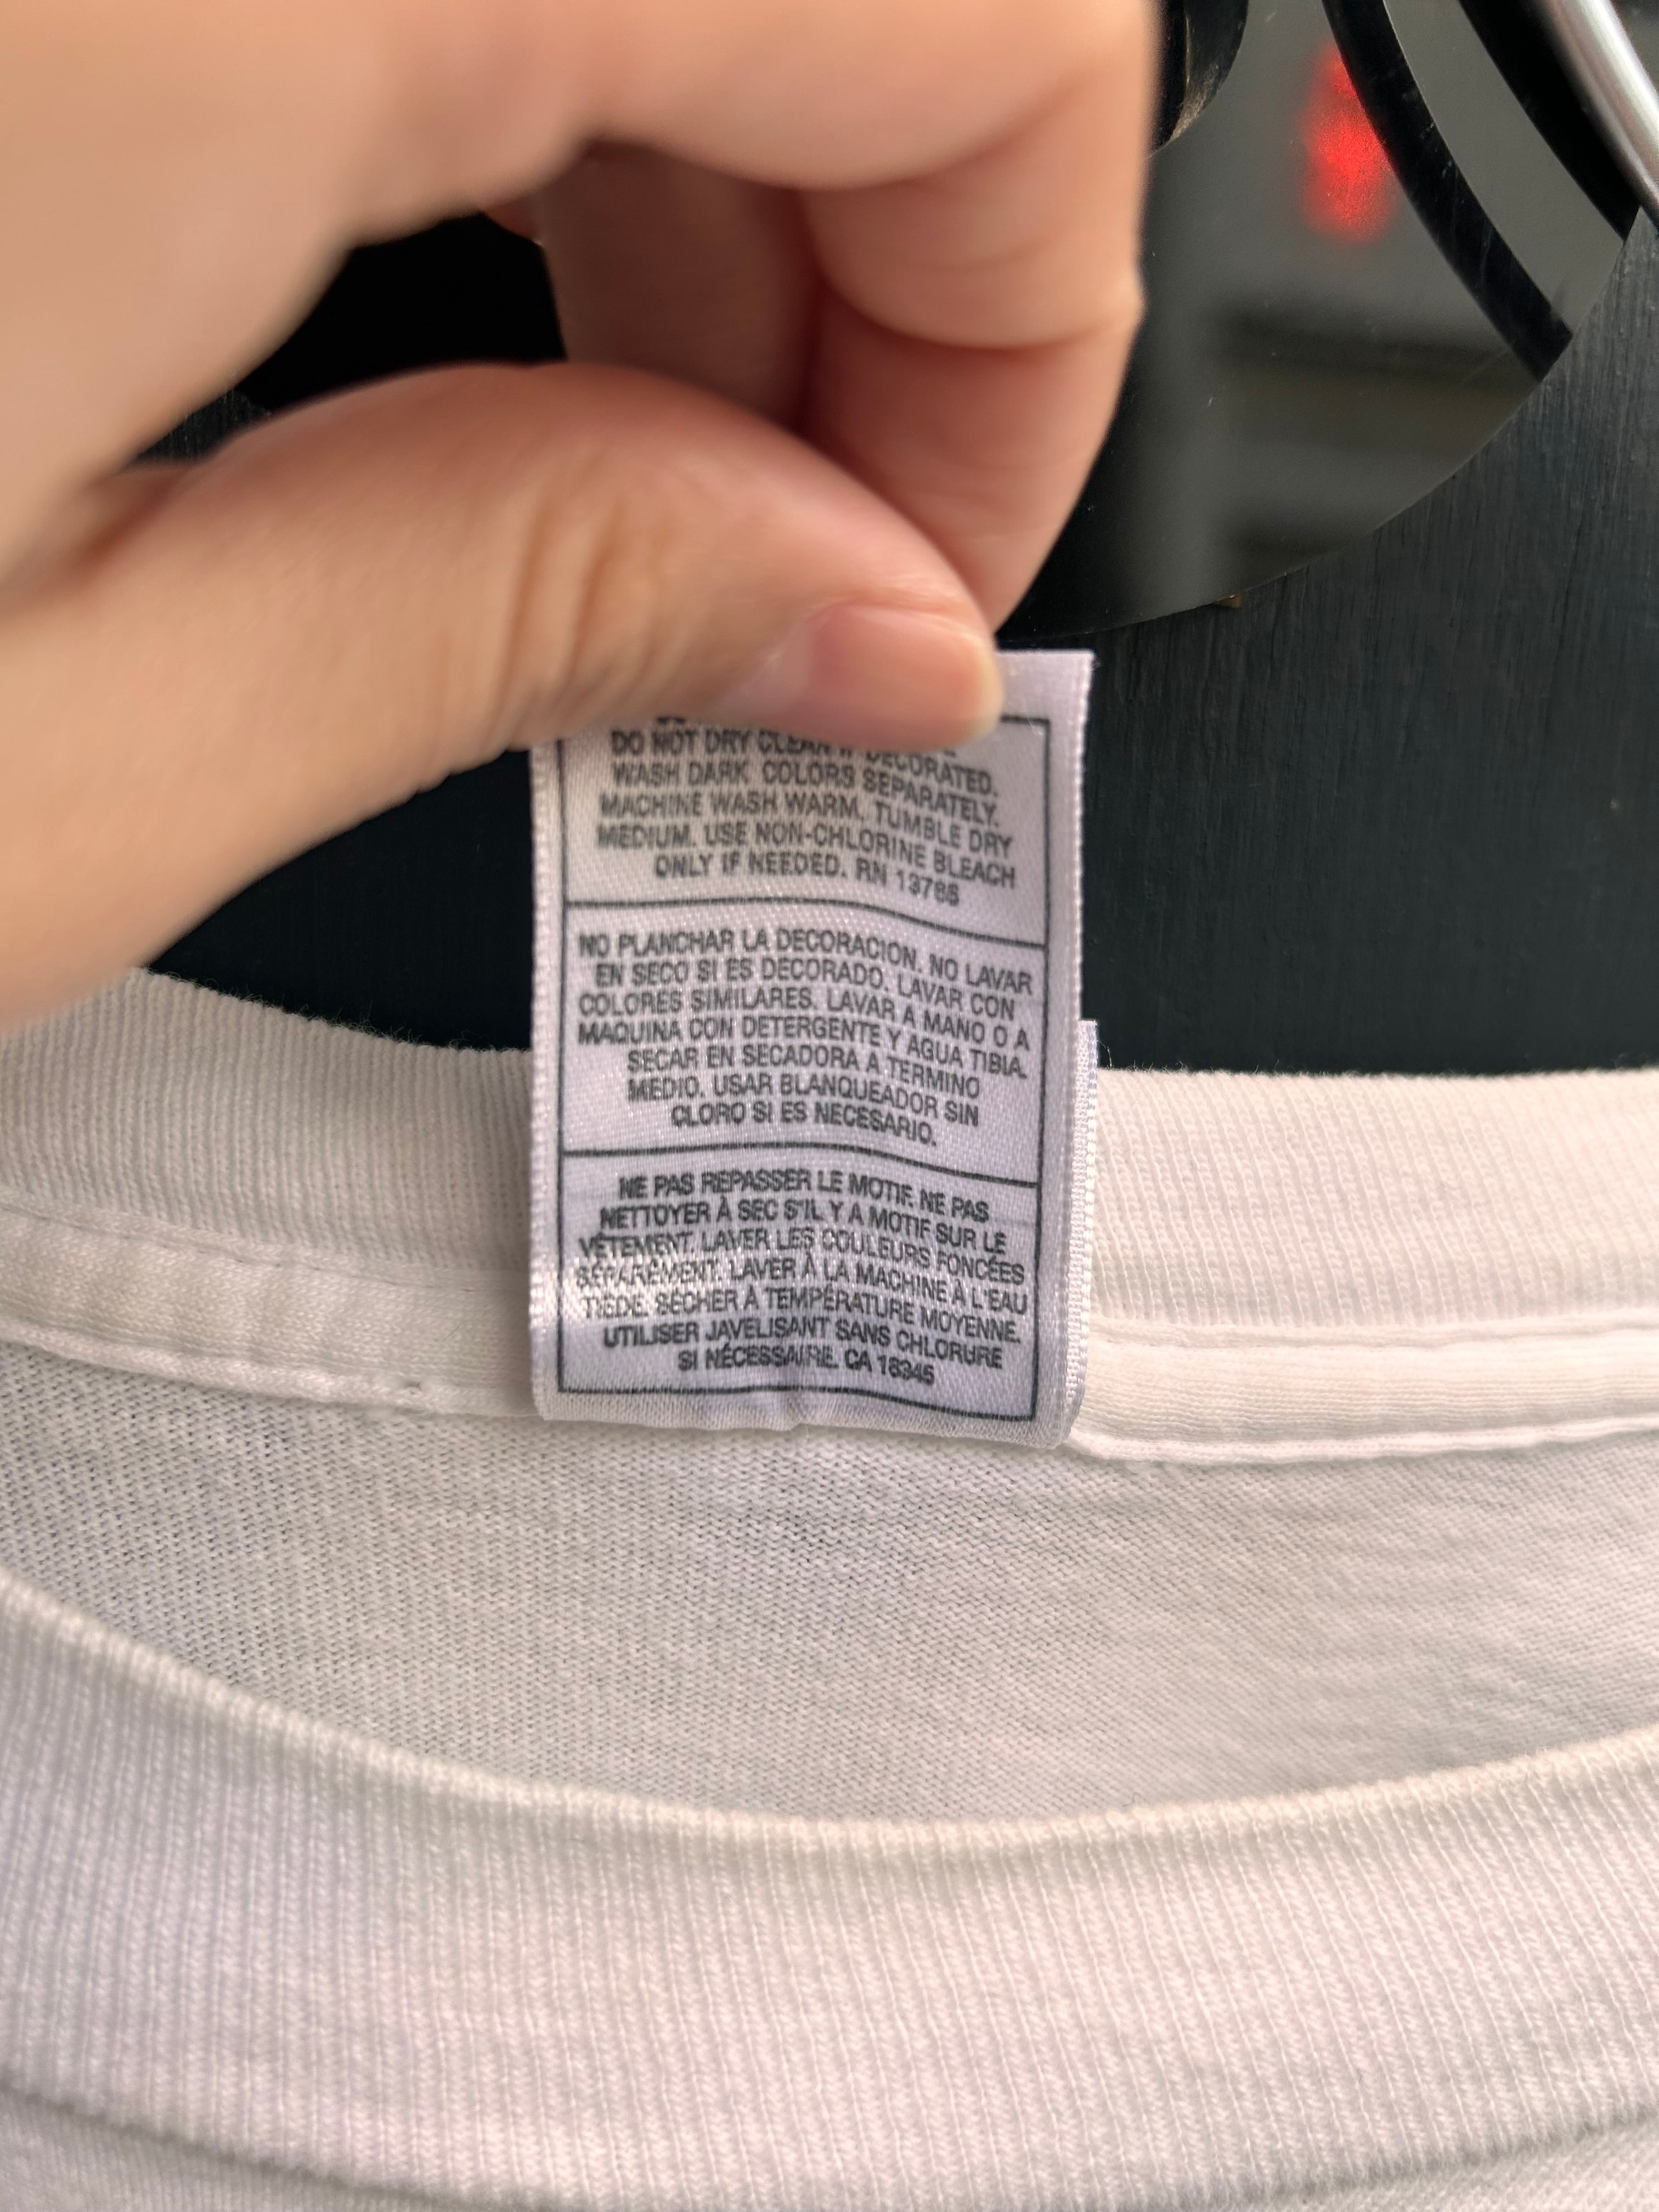 DO NOT DRY CLEAN IF DECORATED.
WASH DARK COLORS SEPARATELY.
MACHINE WASH WARM, TUMBLE DRY
MEDIUM. USE NON-CHLORINE BLEACH
ONLY IF NEEDED. RN 13765
NO PLANCHAR LA DECORACION. NO LAVAR
EN SECO SI ES DECORADO. LAVAR CON
COLORES SIMILARES. LAVAR A MANO O A
MAQUINA CON DETERGENTE Y AGUA TIBIA.
SECAR EN SECADORA A TERMINO
MEDIO. USAR BLANQUEADOR SIN
CLORO SI ES NECESARIO.
NE PAS REPASSER LE MOTIF. NE PAS
NETTOYER À SEC S'IL Y A MOTIF SUR LE
VÊTEMENT. LAVER LES COULEURS FONCÉES
SÉPARÉMENT. LAVER À LA MACHINE À L'EAU
TIEDE. SÉCHER À TEMPÉRATURE MOYENNE.
UTILISER JAVELISANT SANS CHLORURE
SI NÉCESSAIRE. CA 18345